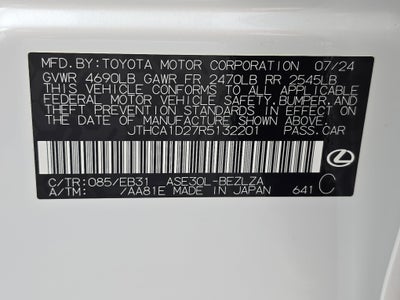 MFD.BY:TOYOTA MOTOR CORPORATION 07/24
GVWR 4690LB GAWR FR 2470LB RR 2545LB
THIS VEHICLE CONFORMS TO ALL APPLICABLE
FEDERAL MOTOR VEHICLE SAFETY,BUMPER,AND
THEFT PREVENTION STANDARDS IN EFFECT ON
THE DATE OF MANUFACTURE SHOWN ABOVE.
JTHCA1D27R5132201 PASS.CAR
C/TR:085/EB31 ASE30L-BEZLZA
A/TM: /AA81E MADE IN JAPAN 641 C